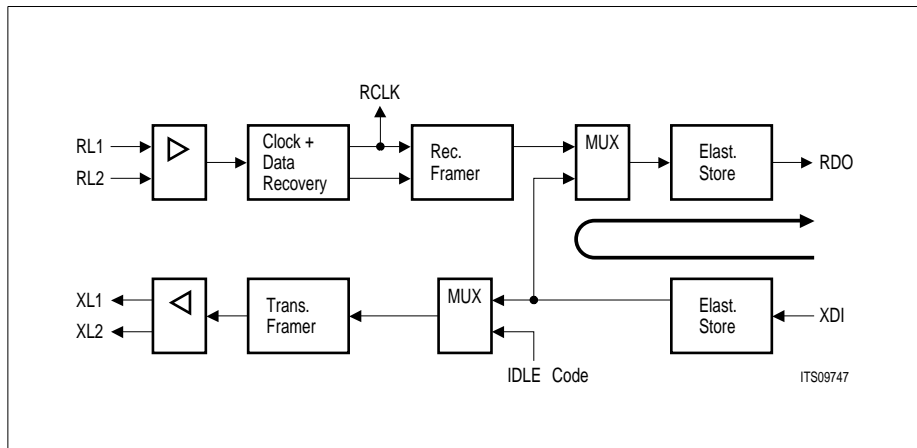 RCLK
RL1
RL2
Clock +
Data
Recovery
Rec.
Framer
MUX
Elast.
Store
RDO
XL1
XL2
Trans.
Framer
MUX
IDLE Code
Elast.
Store
XDI
ITS09747